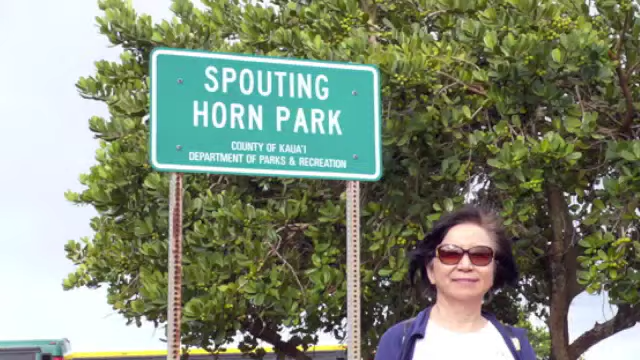 SPOUTING
HORN PARK
COUNTY OF KAUA'I
DEPARTMENT OF PARKS & RECREATION